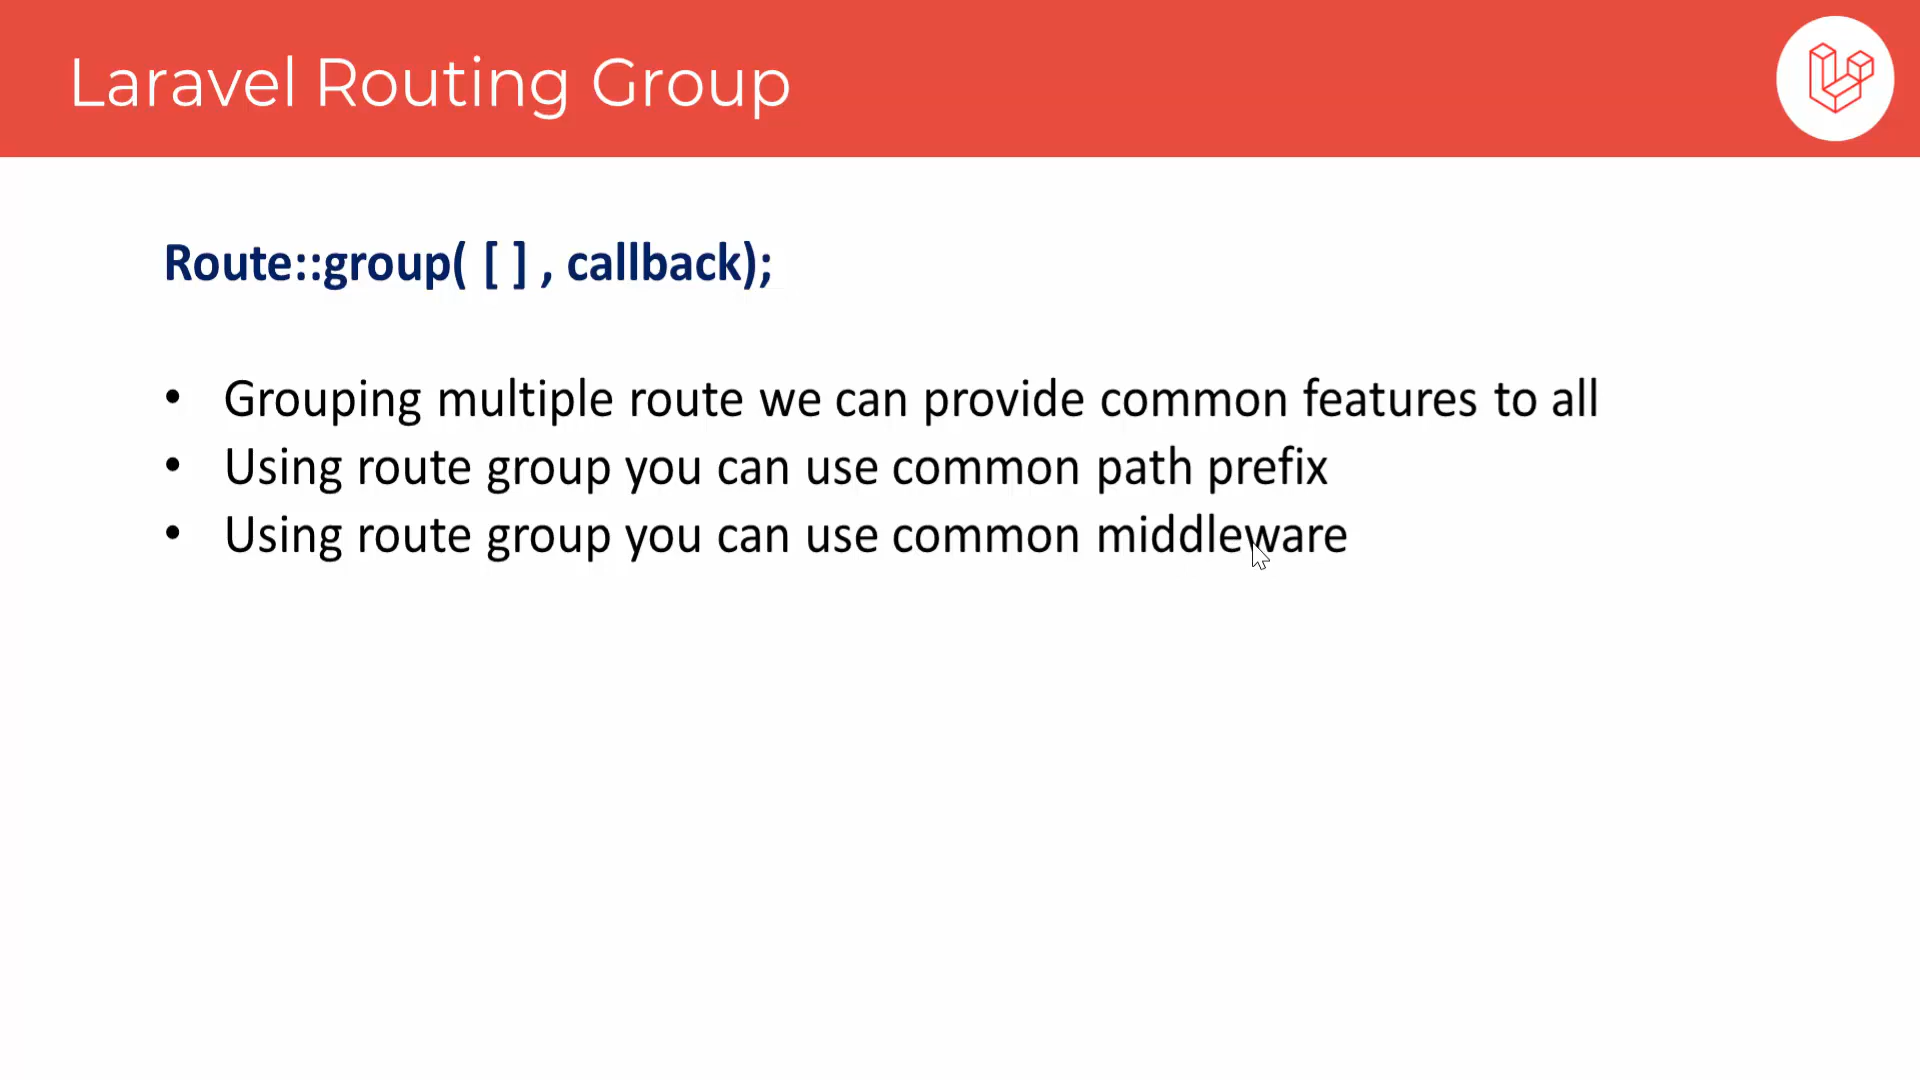 Laravel Routing Group
Route::group( [ ] , callback);
• Grouping multiple route we can provide common features to all
• Using route group you can use common path prefix
• Using route group you can use common middleware